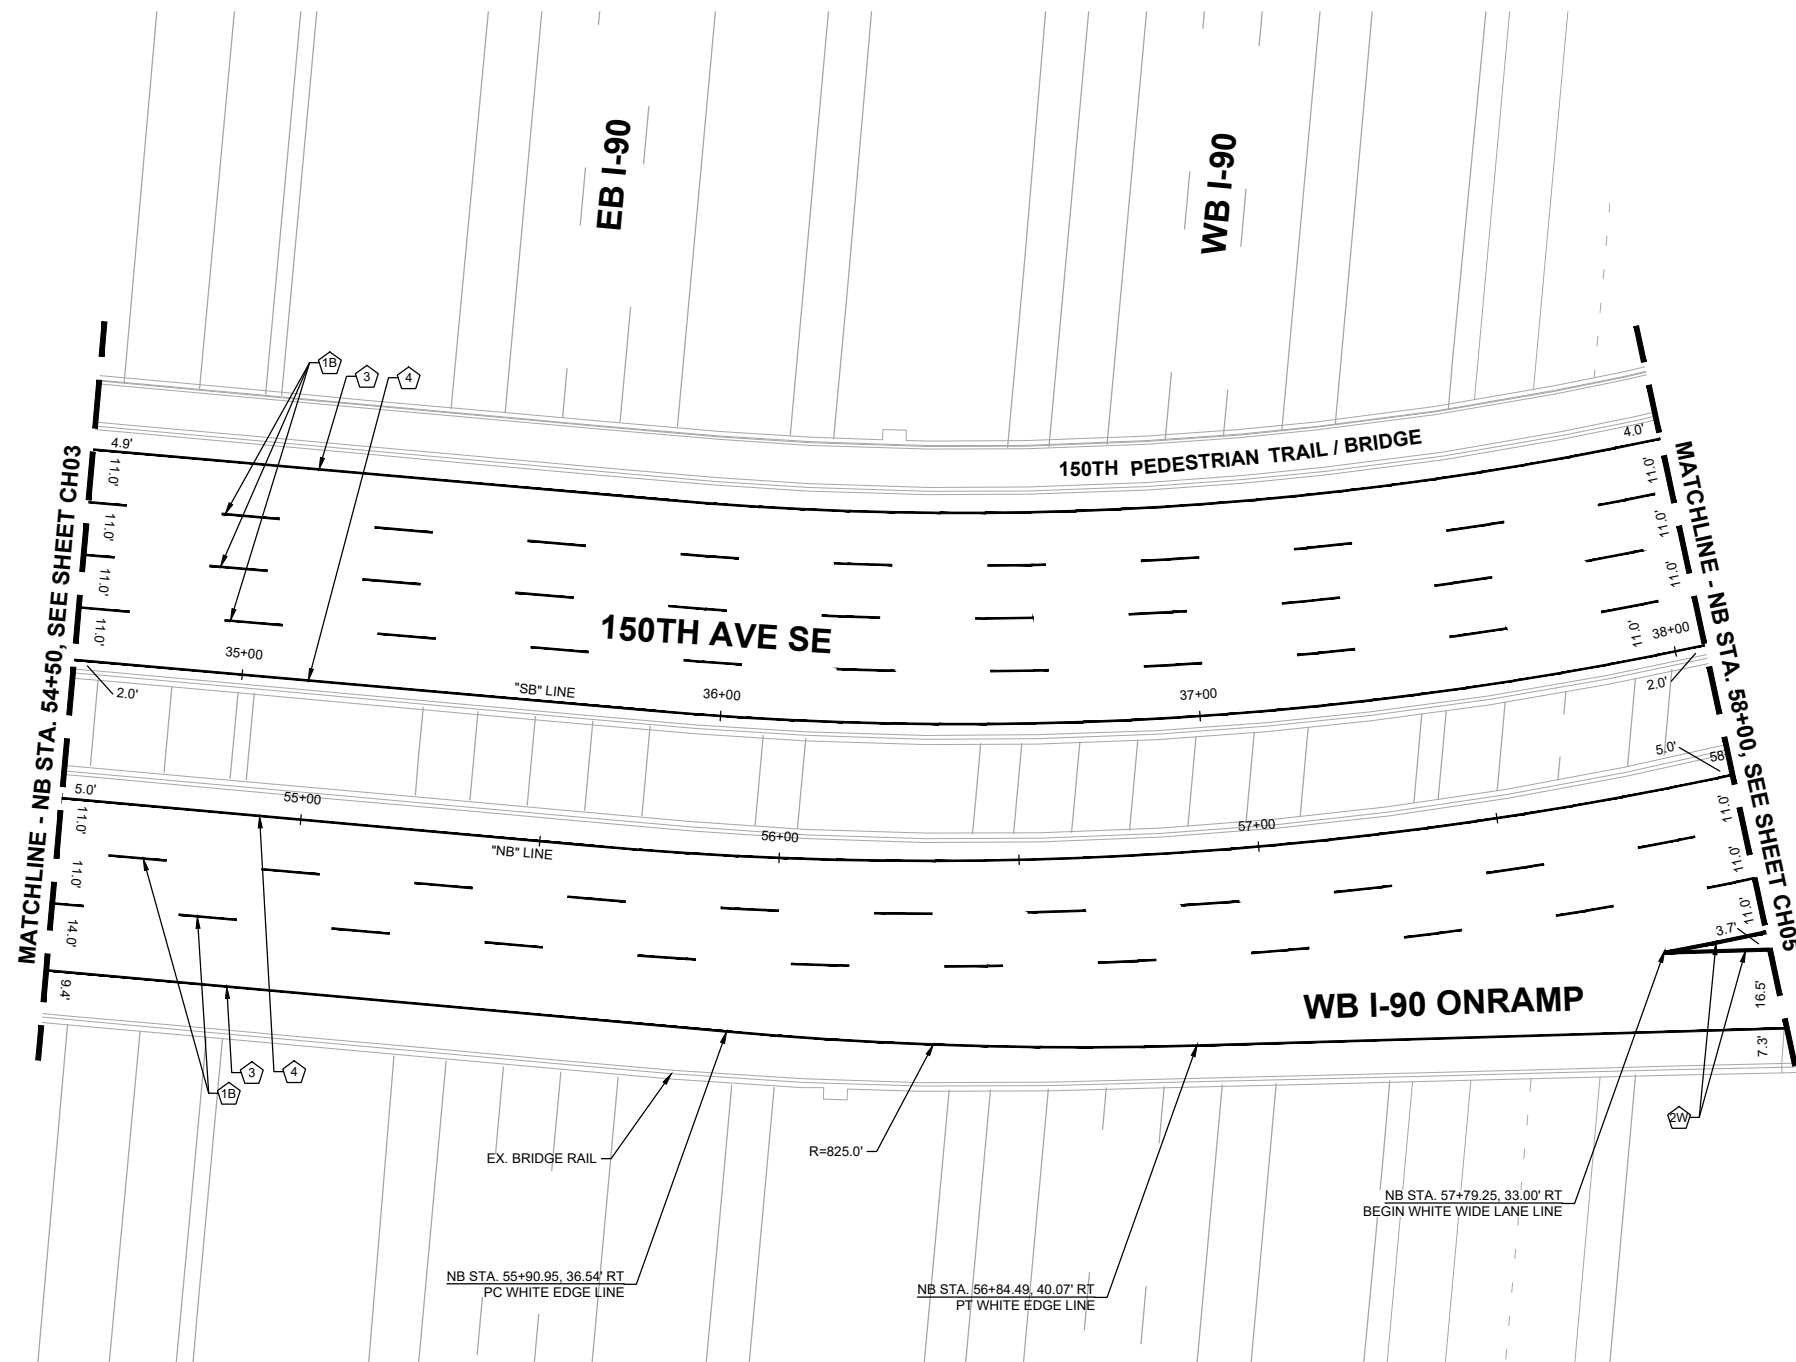 EB I-90
WB I-90
1B
3
4
150TH PEDESTRIAN TRAIL / BRIDGE
4.9'
4.0'
11.0'
11.0'
11.0'
11.0'
11.0'
11.0'
11.0'
11.0'
MATCHLINE - NB STA. 54+50, SEE SHEET CH03
MATCHLINE - NB STA. 58+00, SEE SHEET CH05
150TH AVE SE
35+00
"SB" LINE
36+00
37+00
38+00
2.0'
2.0'
5.0'
5.0'
58
55+00
"NB" LINE
56+00
57+00
11.0'
11.0'
14.0'
9.4'
11.0'
11.0'
11.0'
3.7'
16.5'
7.3'
WB I-90 ONRAMP
3
4
1B
2W
EX. BRIDGE RAIL
R=825.0'
NB STA. 57+79.25, 33.00' RT
BEGIN WHITE WIDE LANE LINE
NB STA. 55+90.95, 36.54' RT
PC WHITE EDGE LINE
NB STA. 56+84.49, 40.07' RT
PT WHITE EDGE LINE